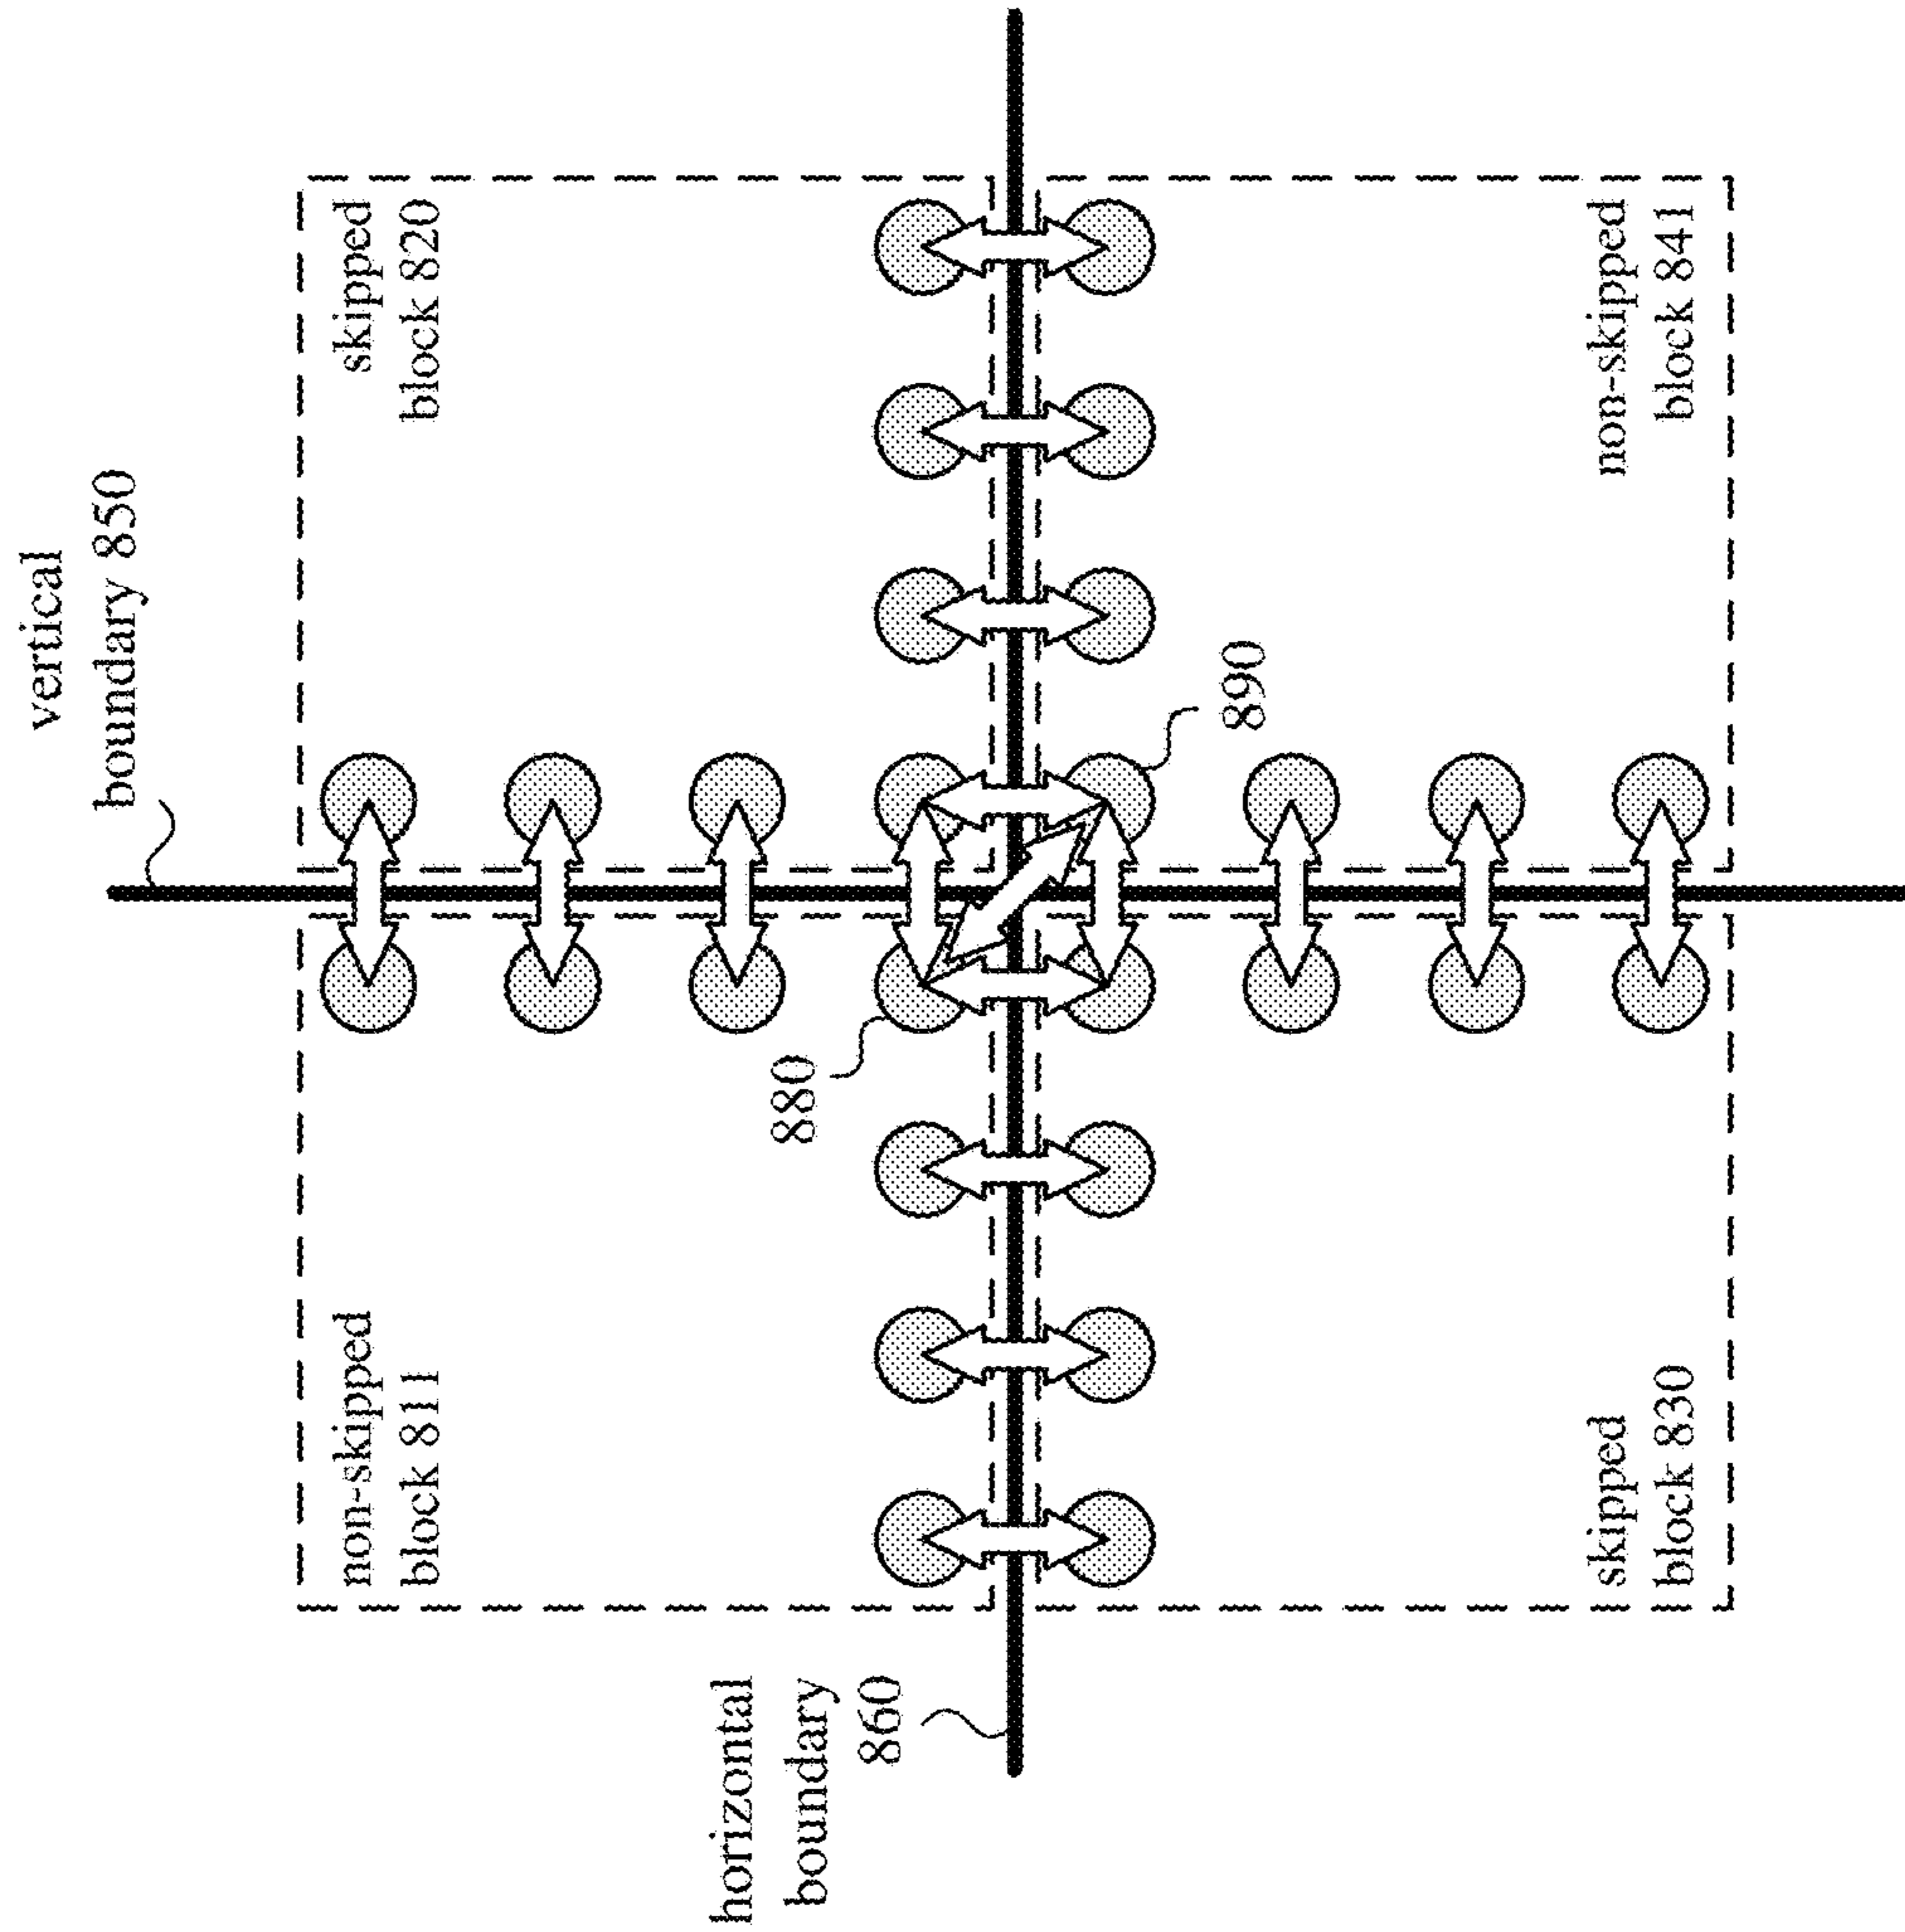 vertical
boundary 850
non-skipped
block 811
skipped
block 820
880
horizontal
boundary
860
890
skipped
block 830
non-skipped
block 841